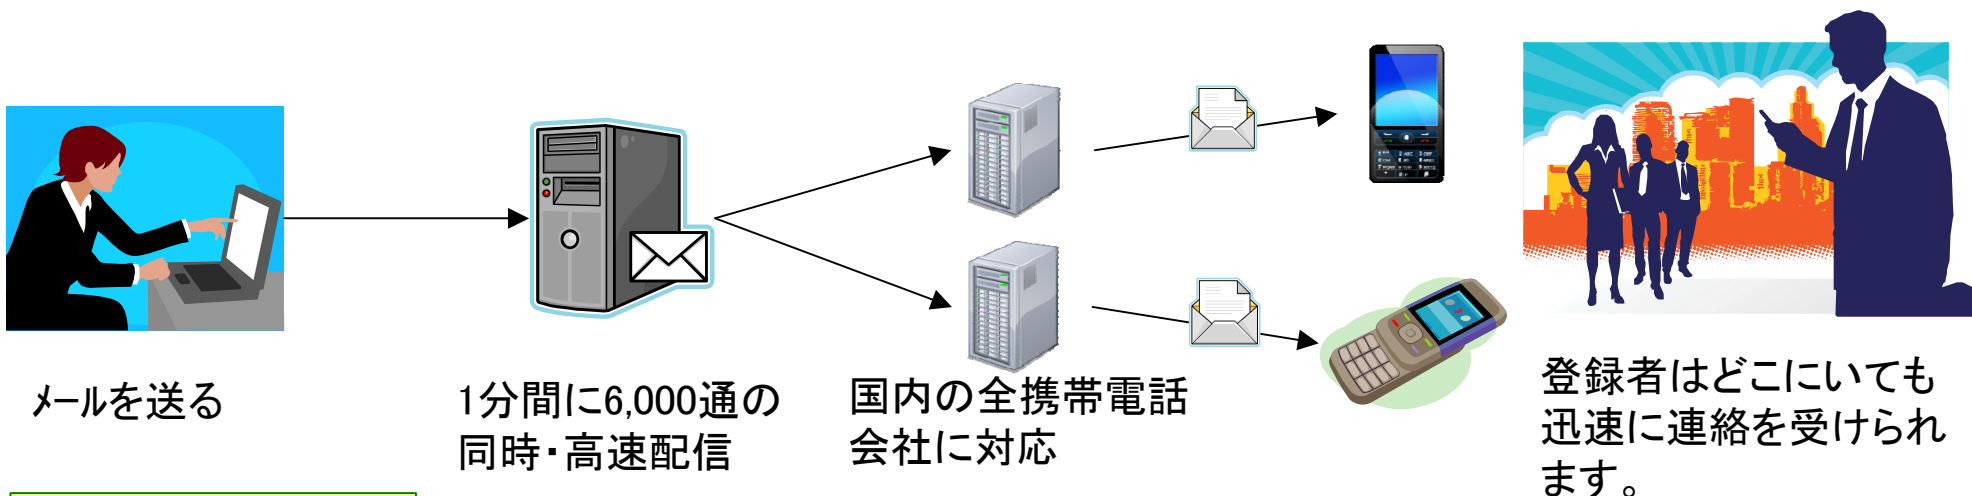 メールを送る
1分間に6,000通の
同時・高速配信
国内の全携帯電話
会社に対応
登録者はどこにいても
迅速に連絡を受けられ
ます。